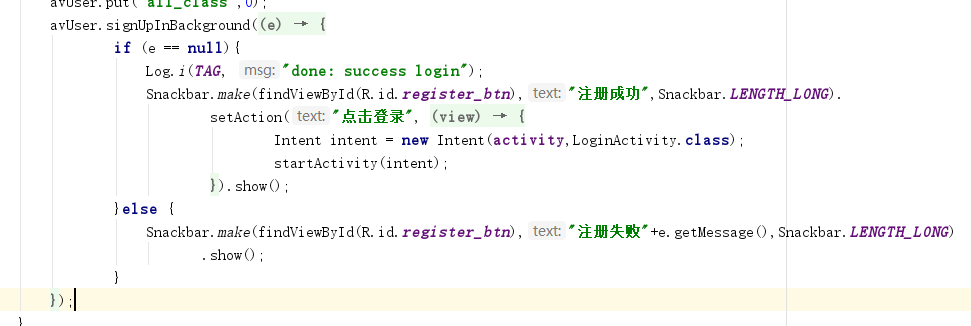 avUser.put("all_class",0);
avUser.signUpInBackground((e) → {
if (e == null){
Log.i(TAG, msg: "done: success login");
Snackbar.make(findViewById(R.id.register_btn), text: "注册成功",Snackbar.LENGTH_LONG).
setAction( text: "点击登录", (view) → {
Intent intent = new Intent(activity,LoginActivity.class);
startActivity(intent);
}).show();
}else {
Snackbar.make(findViewById(R.id.register_btn), text: "注册失败"+e.getMessage(),Snackbar.LENGTH_LONG)
.show();
}
});
}